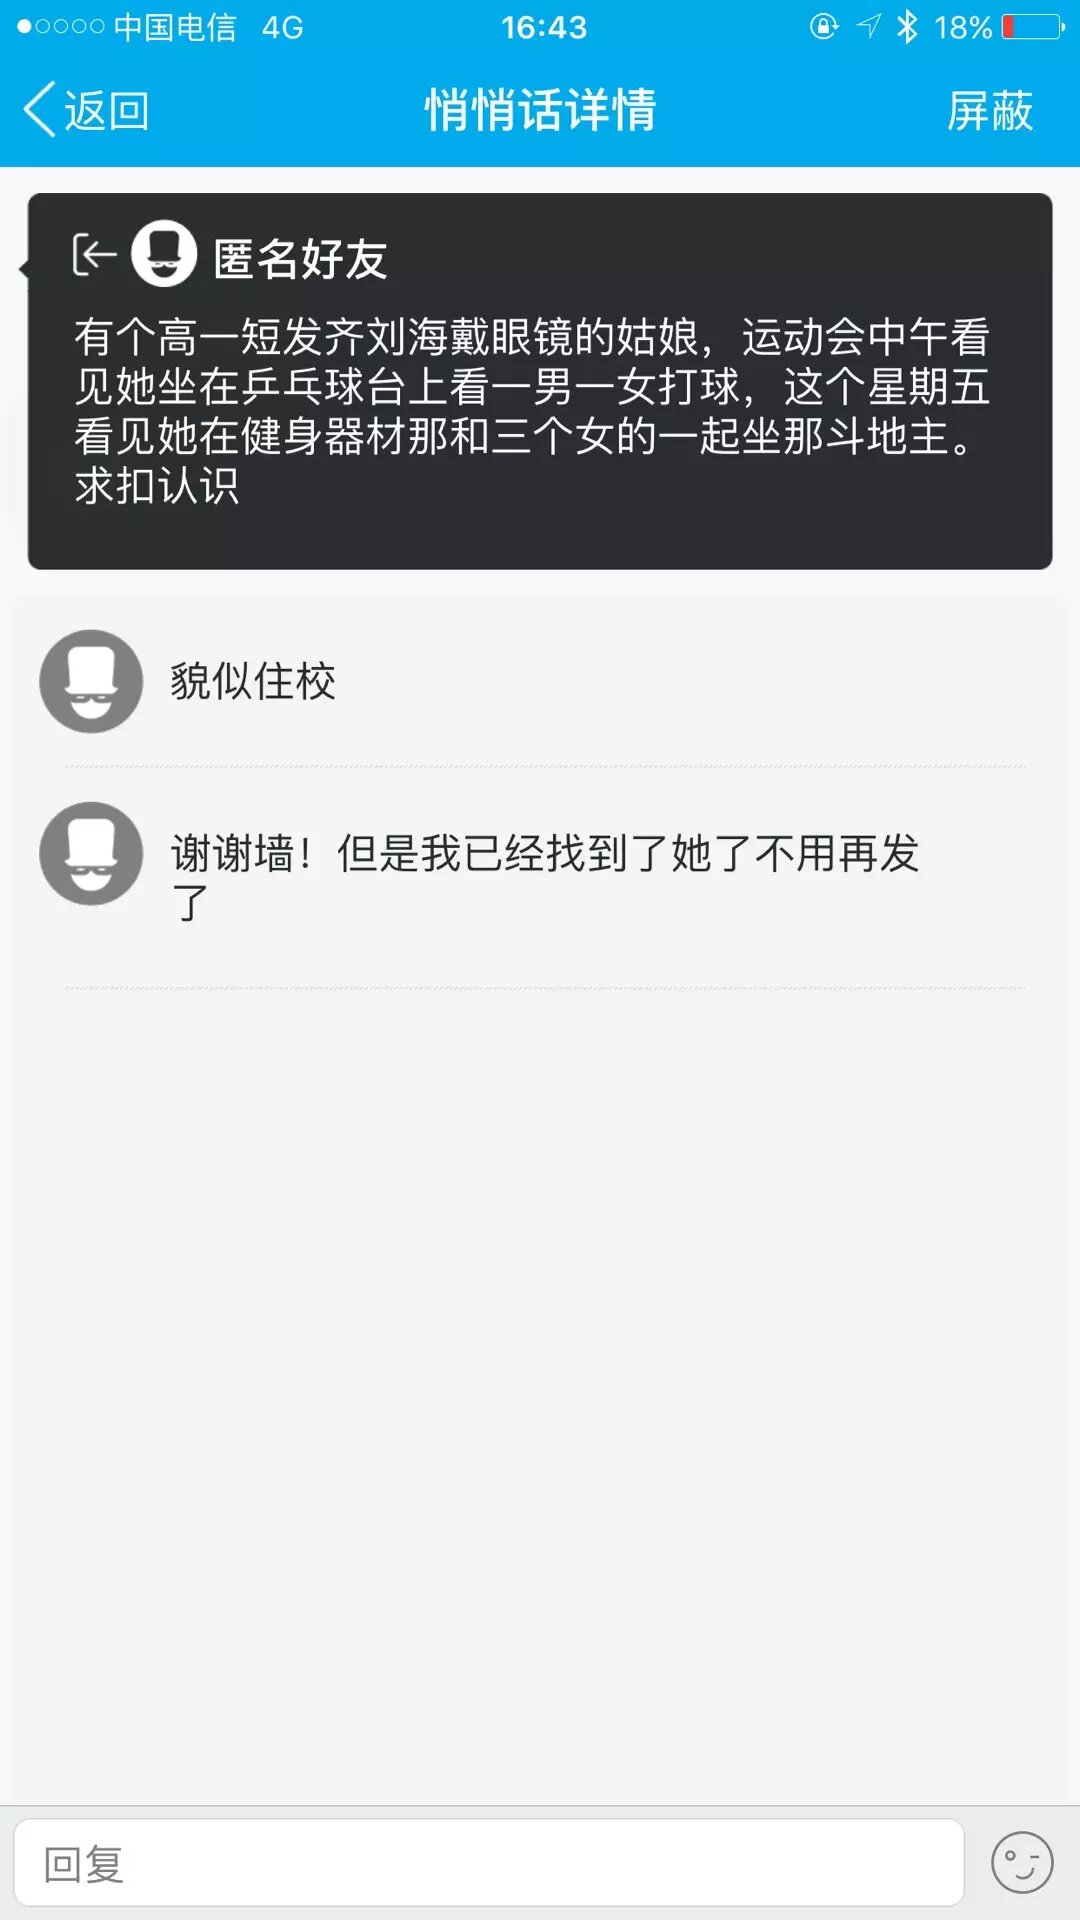 中国电信 4G 16:43 18%
返回 悄悄话详情 屏蔽
匿名好友
有个高一短发齐刘海戴眼镜的姑娘，运动会中午看
见她坐在乒乓球台上看一男一女打球，这个星期五
看见她在健身器材那和三个女的一起坐那斗地主。
求扣认识
貌似住校
谢谢墙！但是我已经找到了她了不用再发
了
回复